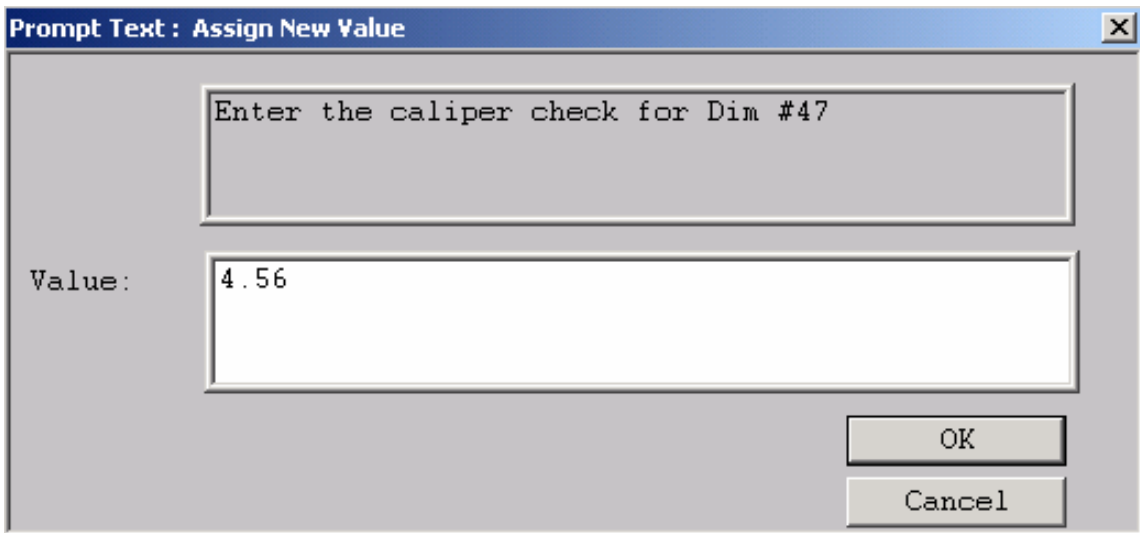 Prompt Text : Assign New Value
Enter the caliper check for Dim #47
Value: 4.56
OK
Cancel